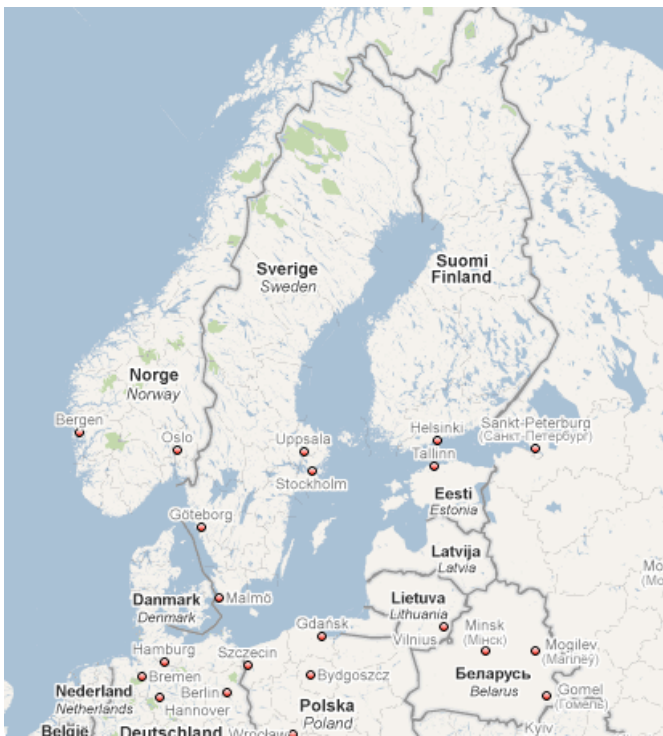 Sverige
Sweden
Suomi
Finland
Norge
Norway
Bergen
Oslo
Uppsala
Stockholm
Helsinki
Tallinn
Sankt-Peterburg
(Санкт Петербург)
Eesti
Estonia
Göteborg
Latvija
Latvia
Danmark
Denmark
Malmö
Lietuva
Lithuania
Vilnius
Gdańsk
Minsk
(Мінск)
Mogilev
Беларусь
Belarus
Hamburg
Szczecin
Bremen
Berlin
Hannover
Bydgoszcz
Nederland
Netherlands
Polska
Poland
Gomel
(Гомель)
België
Deutschland
Wrocław
Kyiv